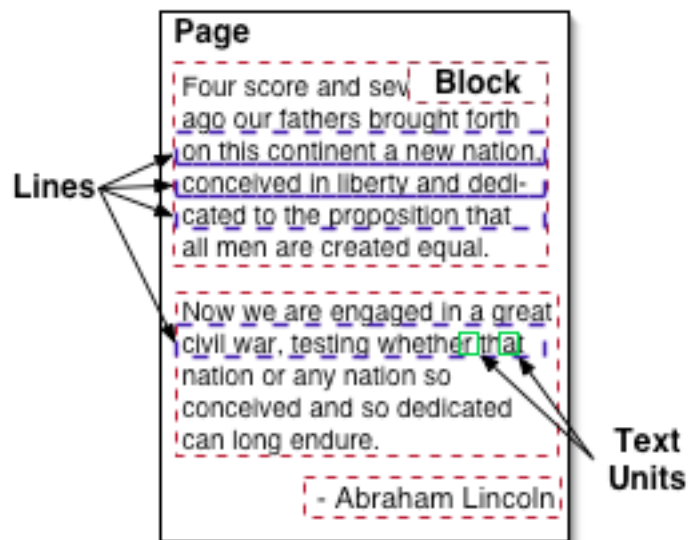 Page
Four score and sev
Block
ago our fathers brought forth
on this continent a new nation,
conceived in liberty and dedi-
cated to the proposition that
all men are created equal.
Lines
Now we are engaged in a great
civil war, testing whether that
nation or any nation so
conceived and so dedicated
can long endure.
Text
Units
- Abraham Lincoln